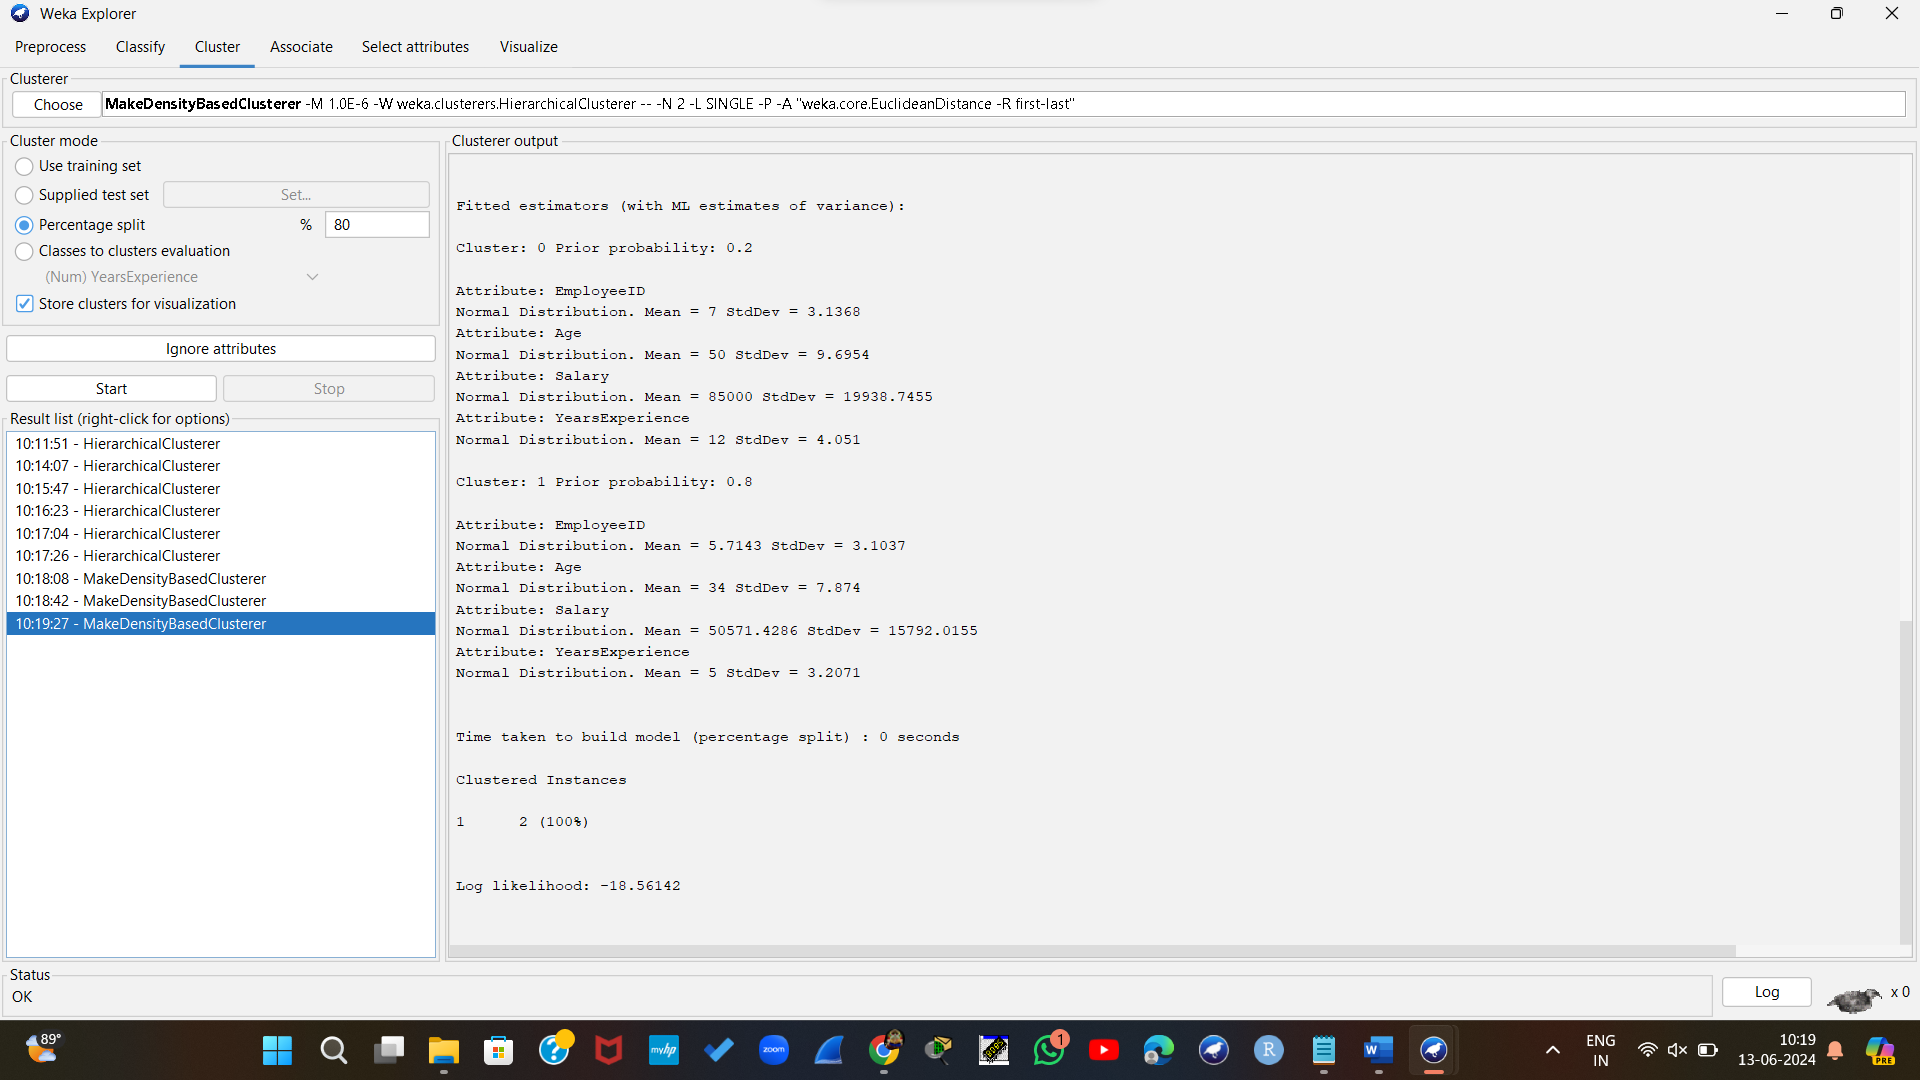 Weka Explorer
Preprocess Classify Cluster Associate Select attributes Visualize
Clusterer
Choose MakeDensityBasedClusterer -M 1.0E-6 -W weka.clusterers.HierarchicalClusterer -- -N 2 -L SINGLE -P -A "weka.core.EuclideanDistance -R first-last"
Cluster mode
Use training set
Supplied test set Set...
Percentage split % 80
Classes to clusters evaluation
(Num) YearsExperience
Store clusters for visualization
Ignore attributes
Start Stop
Result list (right-click for options)
10:11:51 - HierarchicalClusterer
10:14:07 - HierarchicalClusterer
10:15:47 - HierarchicalClusterer
10:16:23 - HierarchicalClusterer
10:17:04 - HierarchicalClusterer
10:17:26 - HierarchicalClusterer
10:18:08 - MakeDensityBasedClusterer
10:18:42 - MakeDensityBasedClusterer
10:19:27 - MakeDensityBasedClusterer
Clusterer output
Fitted estimators (with ML estimates of variance):
Cluster: 0 Prior probability: 0.2
Attribute: EmployeeID
Normal Distribution. Mean = 7 StdDev = 3.1368
Attribute: Age
Normal Distribution. Mean = 50 StdDev = 9.6954
Attribute: Salary
Normal Distribution. Mean = 85000 StdDev = 19938.7455
Attribute: YearsExperience
Normal Distribution. Mean = 12 StdDev = 4.051
Cluster: 1 Prior probability: 0.8
Attribute: EmployeeID
Normal Distribution. Mean = 5.7143 StdDev = 3.1037
Attribute: Age
Normal Distribution. Mean = 34 StdDev = 7.874
Attribute: Salary
Normal Distribution. Mean = 50571.4286 StdDev = 15792.0155
Attribute: YearsExperience
Normal Distribution. Mean = 5 StdDev = 3.2071
Time taken to build model (percentage split) : 0 seconds
Clustered Instances
1 2 (100%)
Log likelihood: -18.56142
Status
OK
Log x 0
89°
myhp
zoom
1
R
W
ENG
IN
10:19
13-06-2024
PRE